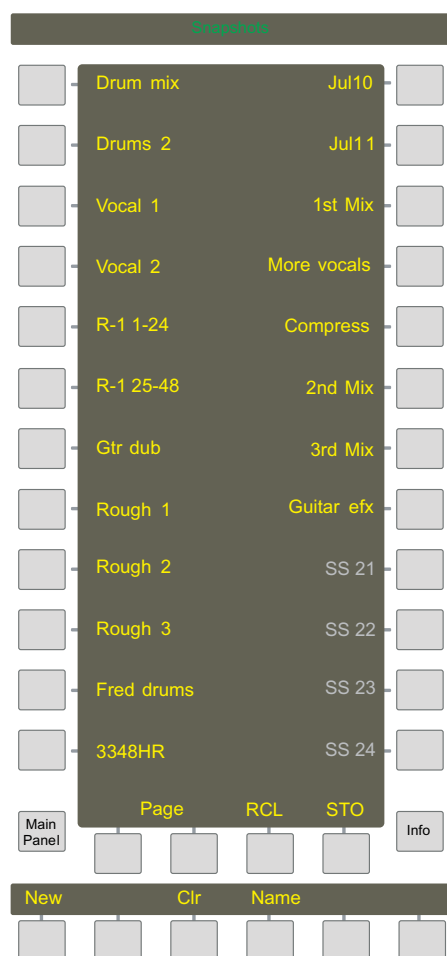 Snapshots
Drum mix Jul10
Drums 2 Jul11
Vocal 1 1st Mix
Vocal 2 More vocals
R-1 1-24 Compress
R-1 25-48 2nd Mix
Gtr dub 3rd Mix
Rough 1 Guitar efx
Rough 2 SS 21
Rough 3 SS 22
Fred drums SS 23
3348HR SS 24
Page RCL STO
Main Panel
Info
New Clr Name